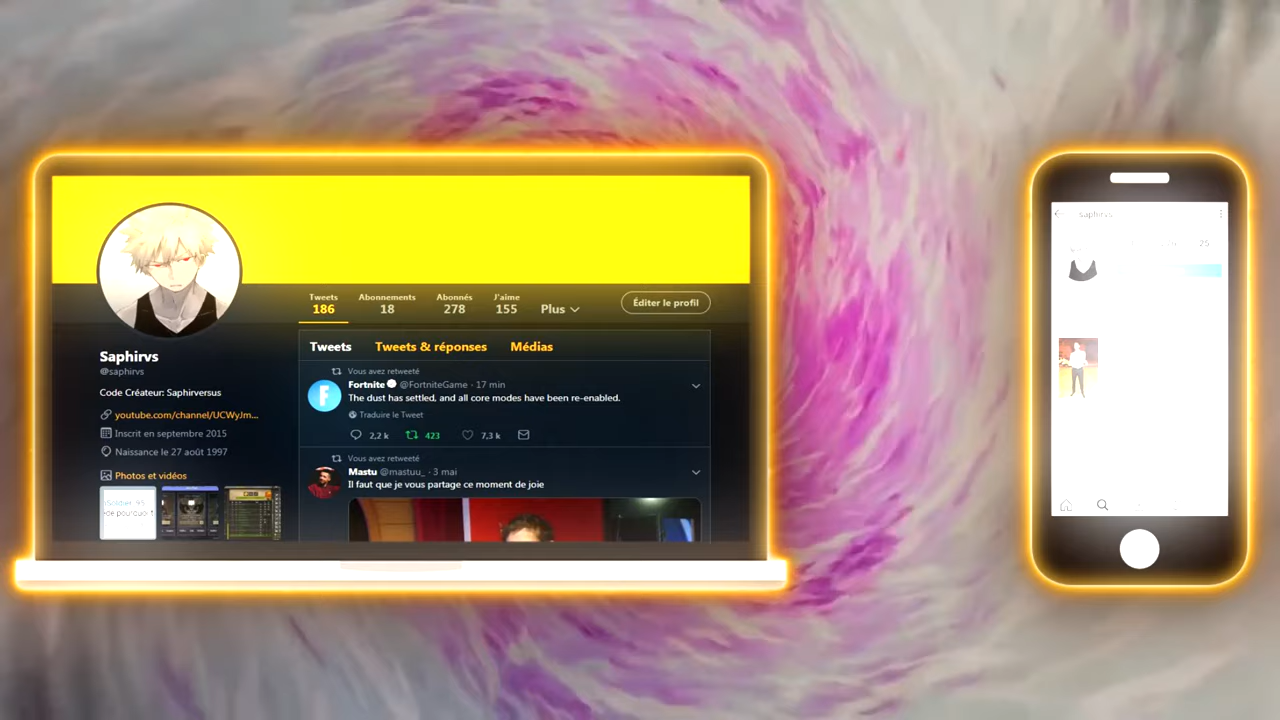 Tweets Abonnements Abonnés J'aime
186 18 278 155 Plus
Éditer le profil
Saphirvs
@saphirvs
Code Créateur: Saphirversus
youtube.com/channel/UCWyJm...
Inscrit en septembre 2015
Naissance le 27 août 1997
Photos et vidéos
Tweets Tweets & réponses Médias
Vous avez retweeté
Fortnite @FortniteGame · 17 min
The dust has settled, and all core modes have been re-enabled.
Traduire le Tweet
2,2 k 423 7,3 k
Vous avez retweeté
Mastu @mastuu_ · 3 mai
Il faut que je vous partage ce moment de joie
saphirvs
25